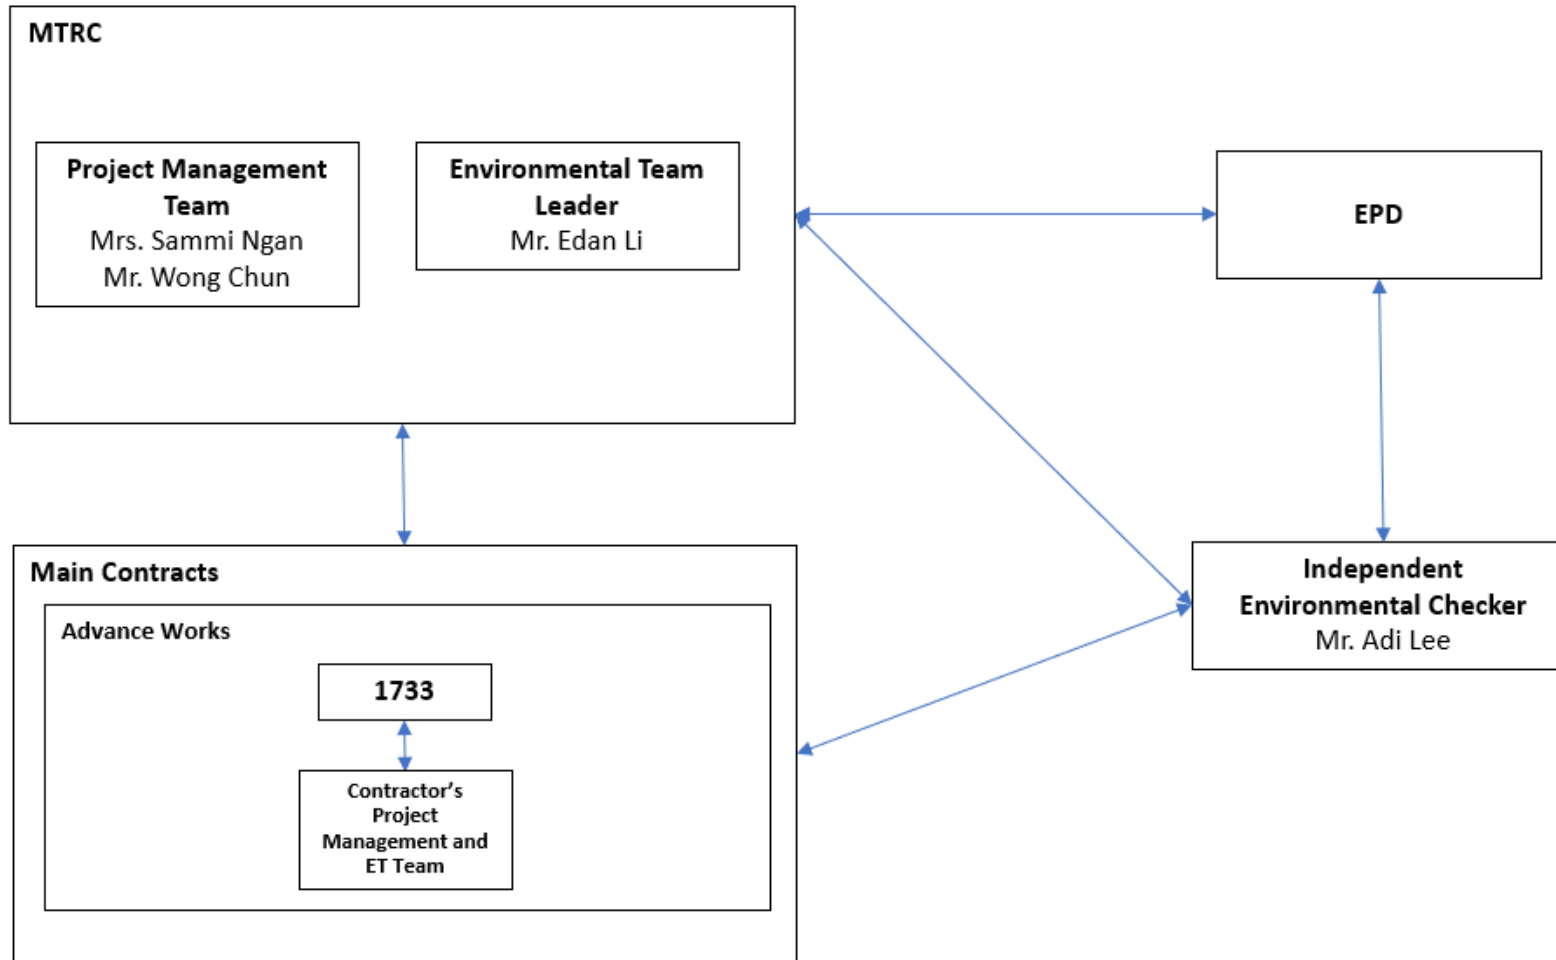 MTRC
Project Management
Team
Mrs. Sammi Ngan
Mr. Wong Chun
Environmental Team
Leader
Mr. Edan Li
EPD
Independent
Environmental Checker
Mr. Adi Lee
Main Contracts
Advance Works
1733
Contractor’s
Project
Management and
ET Team